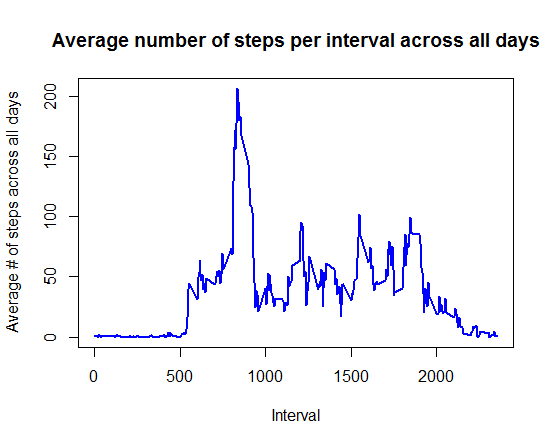 Average number of steps per interval across all days
Average # of steps across all days
200
150
100
50
0
0 500 1000 1500 2000
Interval